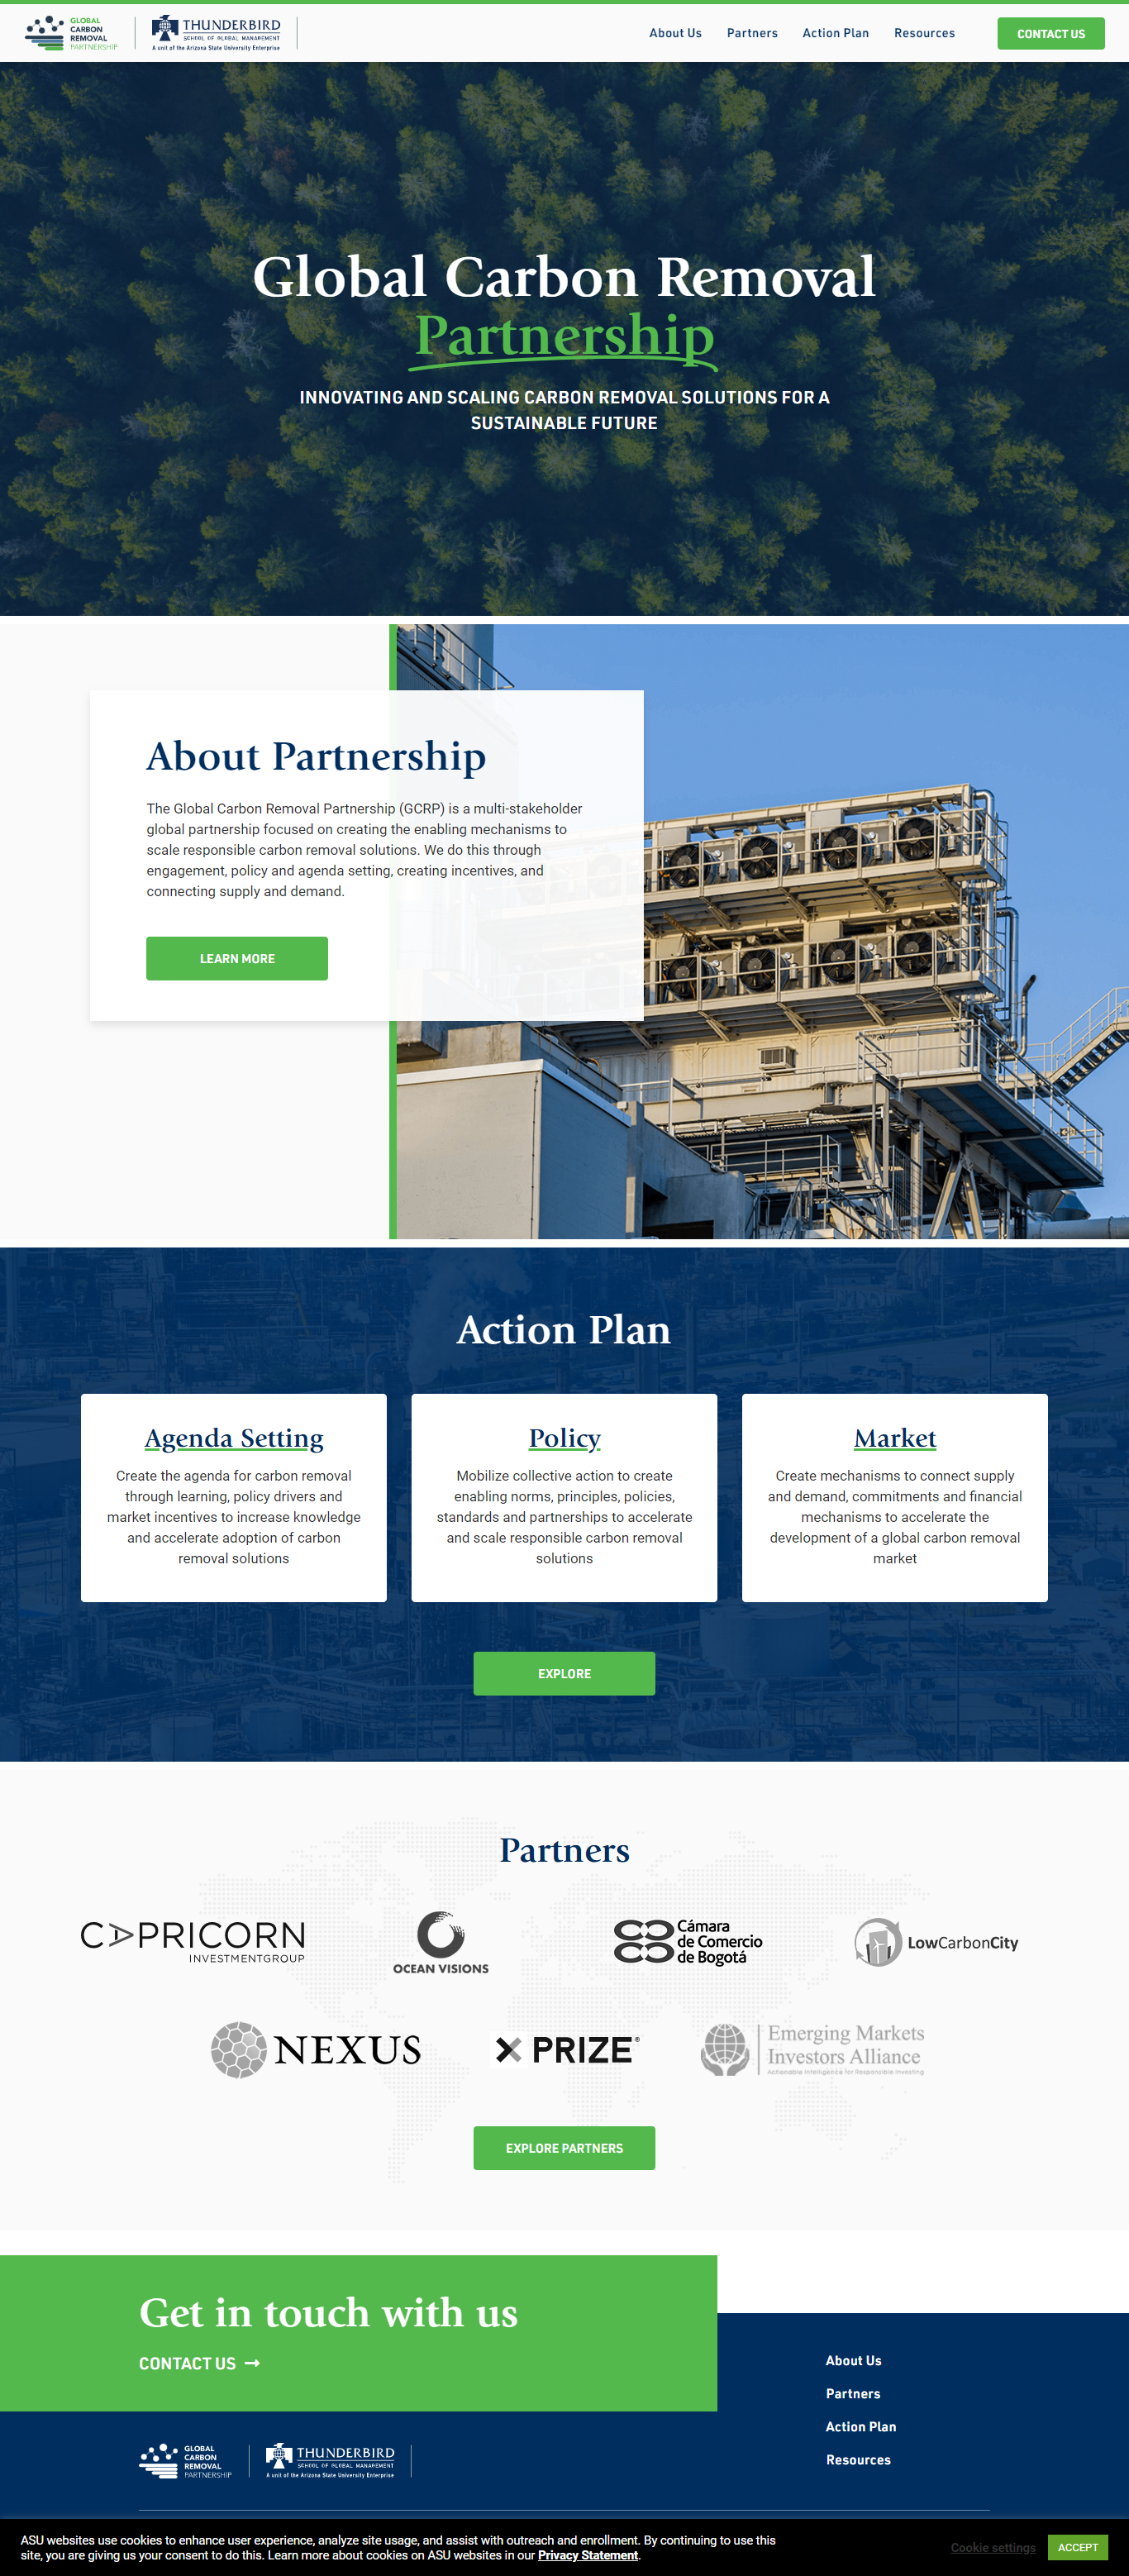 GLOBAL
CARBON
REMOVAL
PARTNERSHIP
THUNDERBIRD
SCHOOL OF GLOBAL MANAGEMENT
A unit of the Arizona State University Enterprise
About Us
Partners
Action Plan
Resources
CONTACT US
Global Carbon Removal
Partnership
INNOVATING AND SCALING CARBON REMOVAL SOLUTIONS FOR A
SUSTAINABLE FUTURE
About Partnership
The Global Carbon Removal Partnership (GCRP) is a multi-stakeholder
global partnership focused on creating the enabling mechanisms to
scale responsible carbon removal solutions. We do this through
engagement, policy and agenda setting, creating incentives, and
connecting supply and demand.
LEARN MORE
Action Plan
Agenda Setting
Create the agenda for carbon removal
through learning, policy drivers and
market incentives to increase knowledge
and accelerate adoption of carbon
removal solutions
Policy
Mobilize collective action to create
enabling norms, principles, policies,
standards and partnerships to accelerate
and scale responsible carbon removal
solutions
Market
Create mechanisms to connect supply
and demand, commitments and financial
mechanisms to accelerate the
development of a global carbon removal
market
EXPLORE
Partners
CAPRICORN
INVESTMENTGROUP
OCEAN VISIONS
Cámara
de Comercio
de Bogotá
LowCarbonCity
NEXUS
XPRIZE®
Emerging Markets
Investors Alliance
Actionable Intelligence for Responsible Investing
EXPLORE PARTNERS
Get in touch with us
CONTACT US →
About Us
Partners
Action Plan
Resources
GLOBAL
CARBON
REMOVAL
PARTNERSHIP
THUNDERBIRD
SCHOOL OF GLOBAL MANAGEMENT
A unit of the Arizona State University Enterprise
ASU websites use cookies to enhance user experience, analyze site usage, and assist with outreach and enrollment. By continuing to use this
site, you are giving us your consent to do this. Learn more about cookies on ASU websites in our Privacy Statement.
Cookie settings
ACCEPT